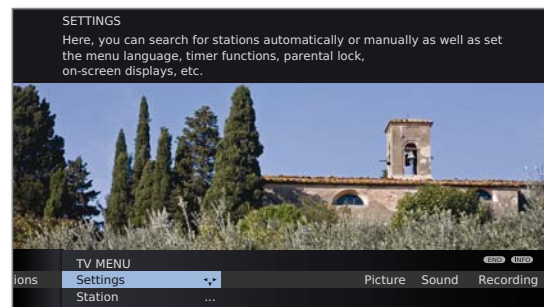 SETTINGS
Here, you can search for stations automatically or manually as well as set
the menu language, timer functions, parental lock,
on-screen displays, etc.
TV MENU
END INFO
ions Settings Picture Sound Recording
Station ...